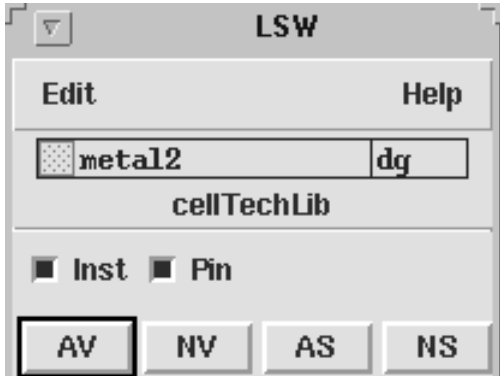 LSW
Edit Help
metal2 dg
cellTechLib
Inst Pin
AV NV AS NS